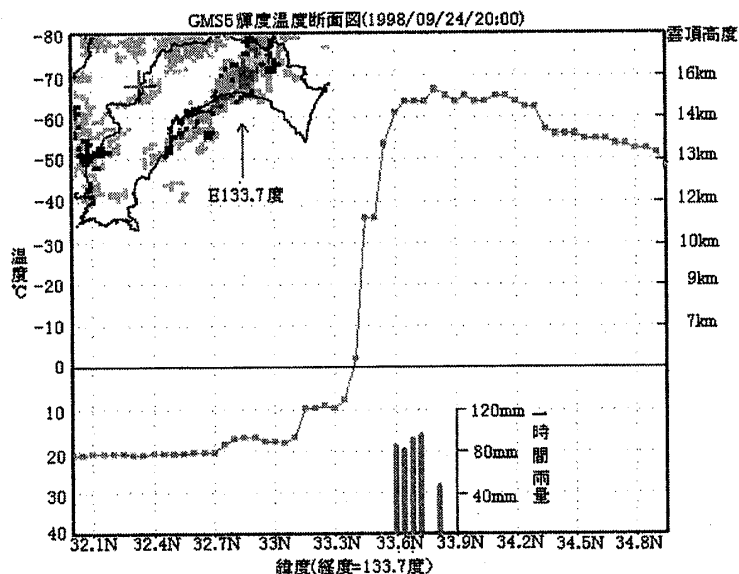 GMS5輝度温度断面図(1998/09/24/20:00)
雲頂高度
-80
-70
-60
-50
-40
-30
-20
-10
0
10
20
30
40
温度
℃
E133.7度
16km
14km
13km
12km
10km
9km
7km
120mm
80mm
40mm
一時間雨量
32.1N 32.4N 32.7N 33N 33.3N 33.6N 33.9N 34.2N 34.5N 34.8N
緯度(経度=133.7度)